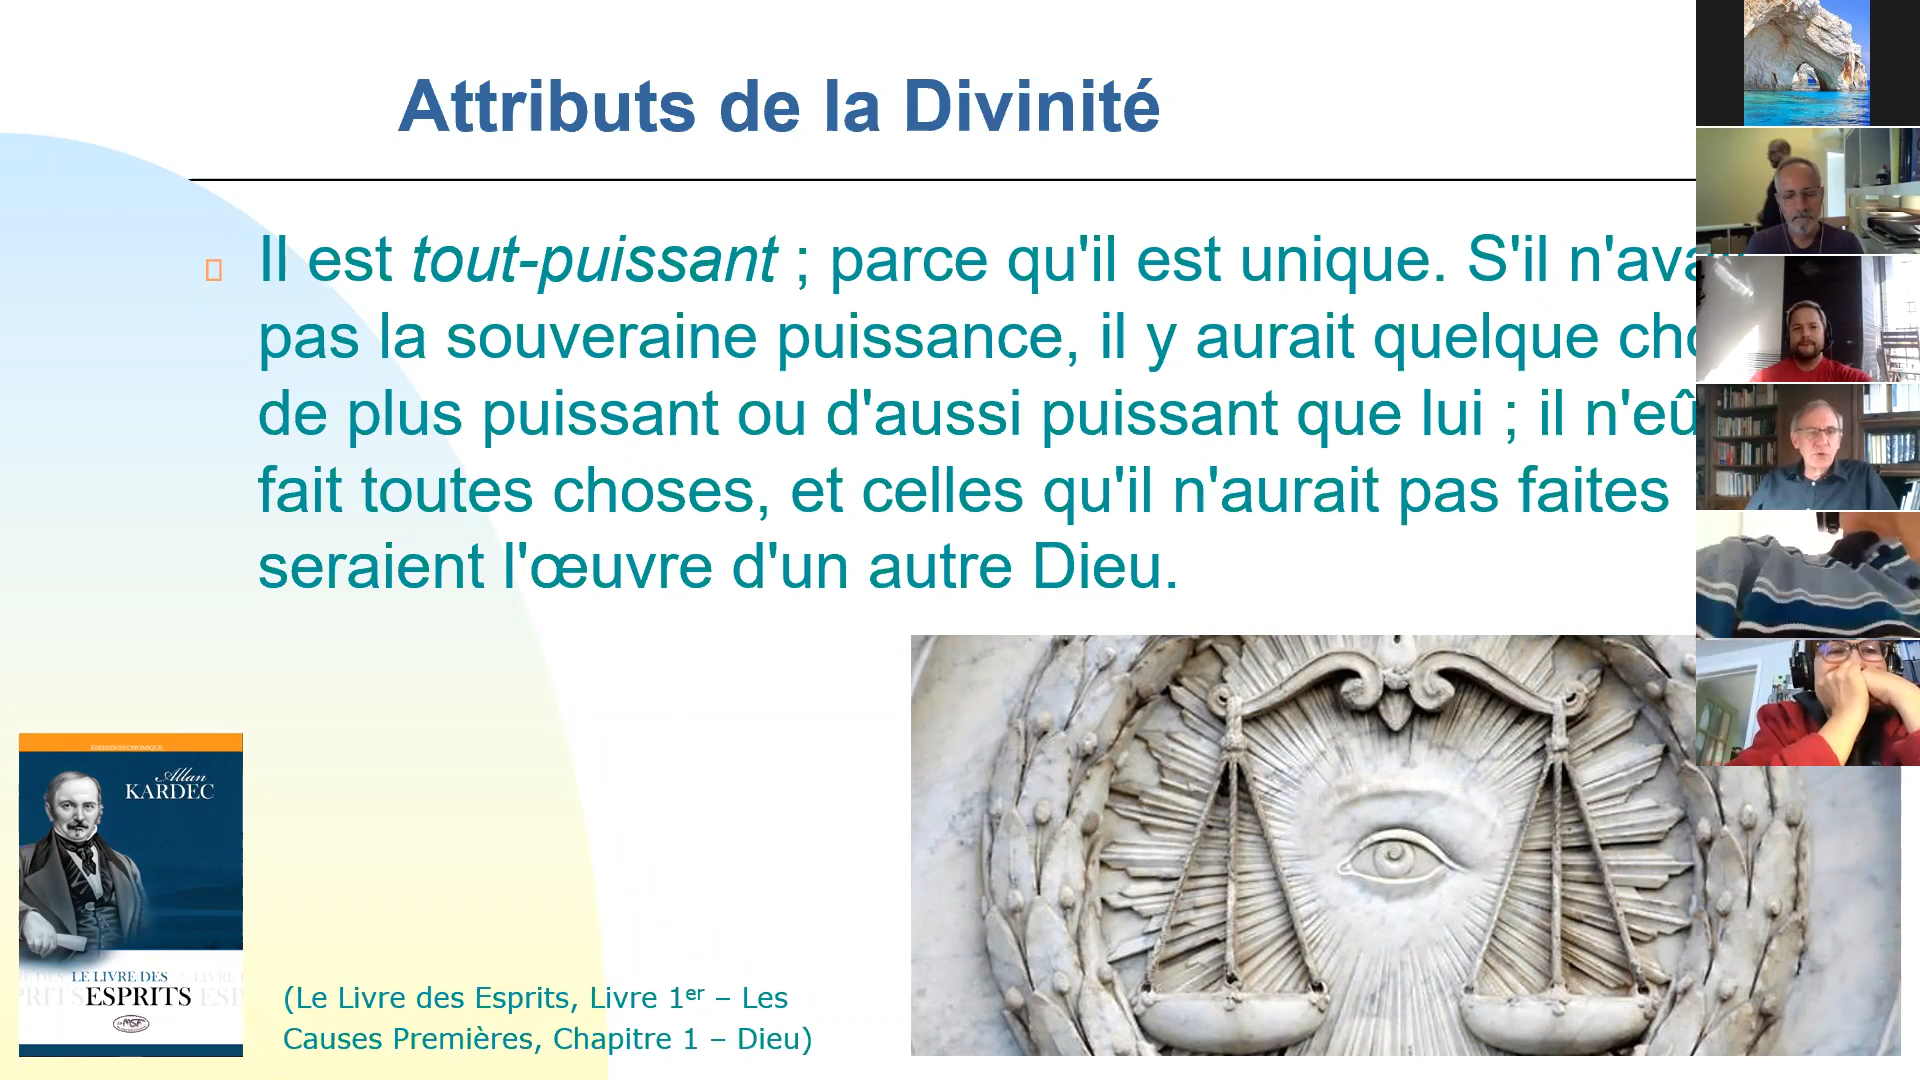 Attributs de la Divinité
Il est tout-puissant ; parce qu'il est unique. S'il n'avait
pas la souveraine puissance, il y aurait quelque cho
de plus puissant ou d'aussi puissant que lui ; il n'eû
fait toutes choses, et celles qu'il n'aurait pas faites
seraient l'œuvre d'un autre Dieu.
ÉDITION ÉCONOMIQUE
Allan
KARDEC
LE LIVRE DES
ESPRITS
(Le Livre des Esprits, Livre 1er – Les
Causes Premières, Chapitre 1 – Dieu)